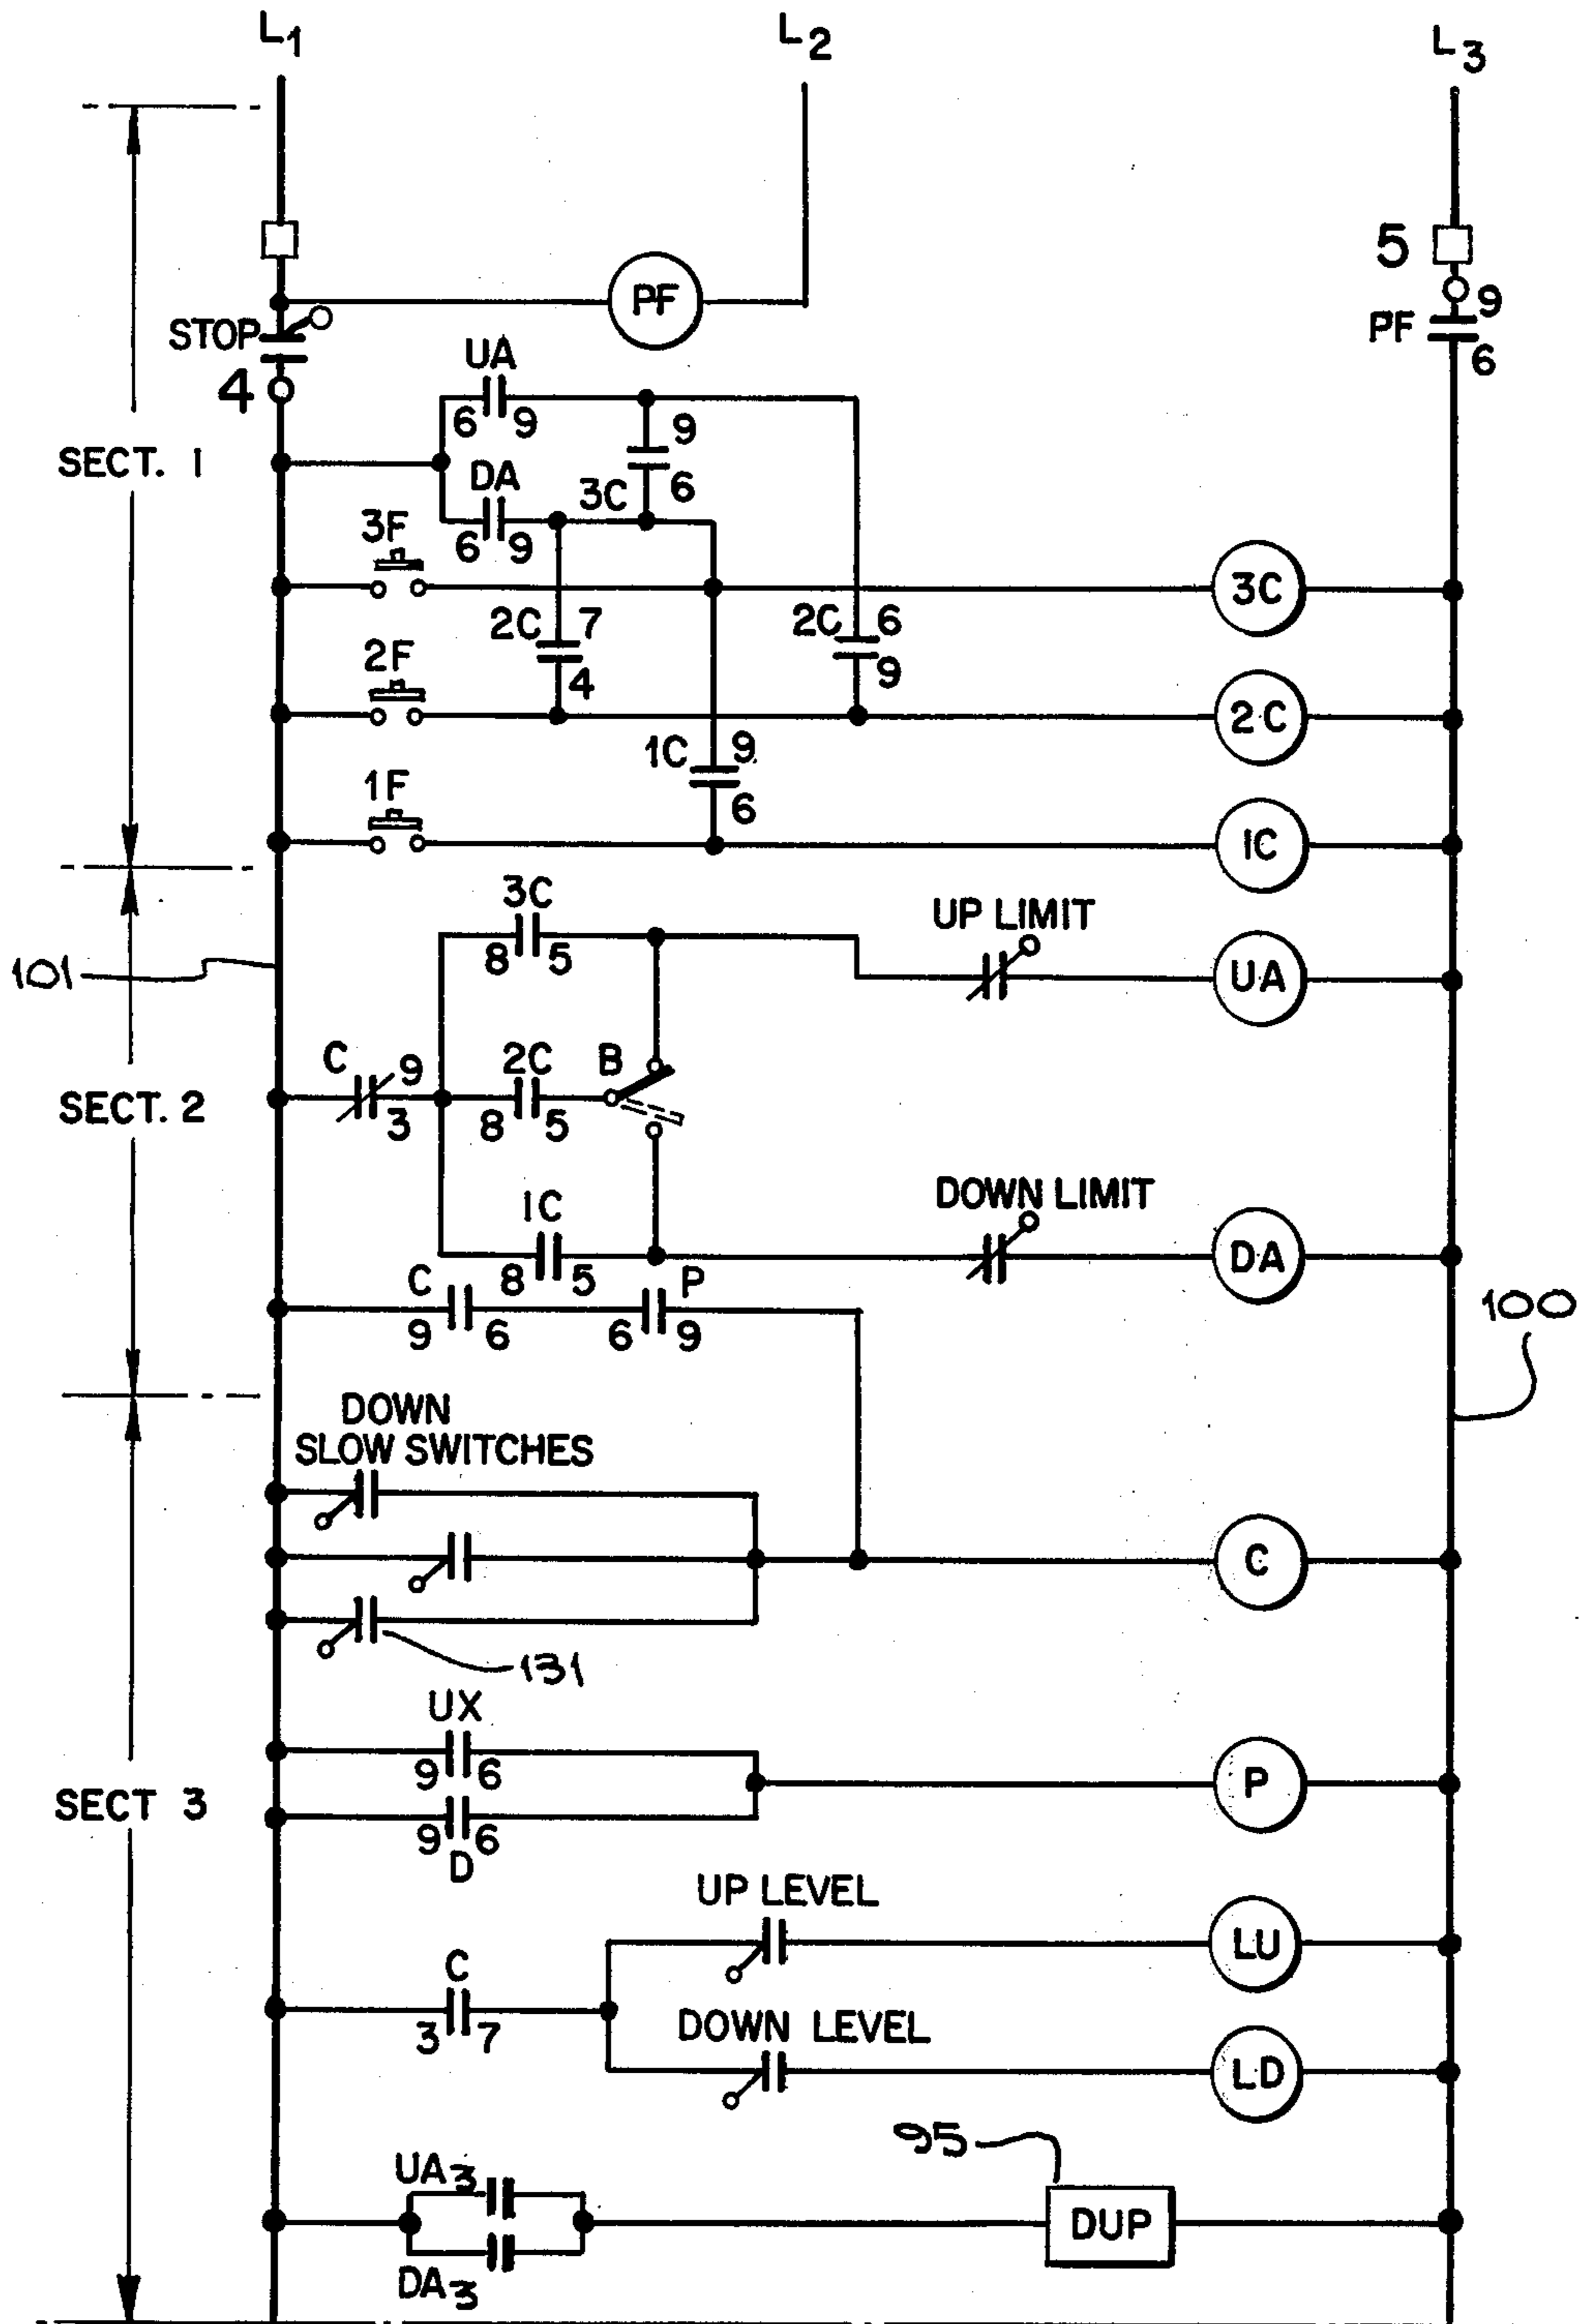 L1 L2 L3
5
9
PF
STOP PF
6
4 UA
6 9 9
SECT. 1
DA 3C 6
3F 6 9
3C
2C 7 2C 6
2F 4 9
2C
1C 9
1F 6
1C
3C UP LIMIT
101 8 5 UA
C 9 2C B
SECT. 2 3 8 5
1C DOWN LIMIT
8 5 DA
C P 100
9 6 6 9
DOWN
SLOW SWITCHES
C
131
UX
9 6 P
SECT 3
9 6
D
UP LEVEL
LU
C
3 7 DOWN LEVEL
LD
95
UA3
DUP
DA3